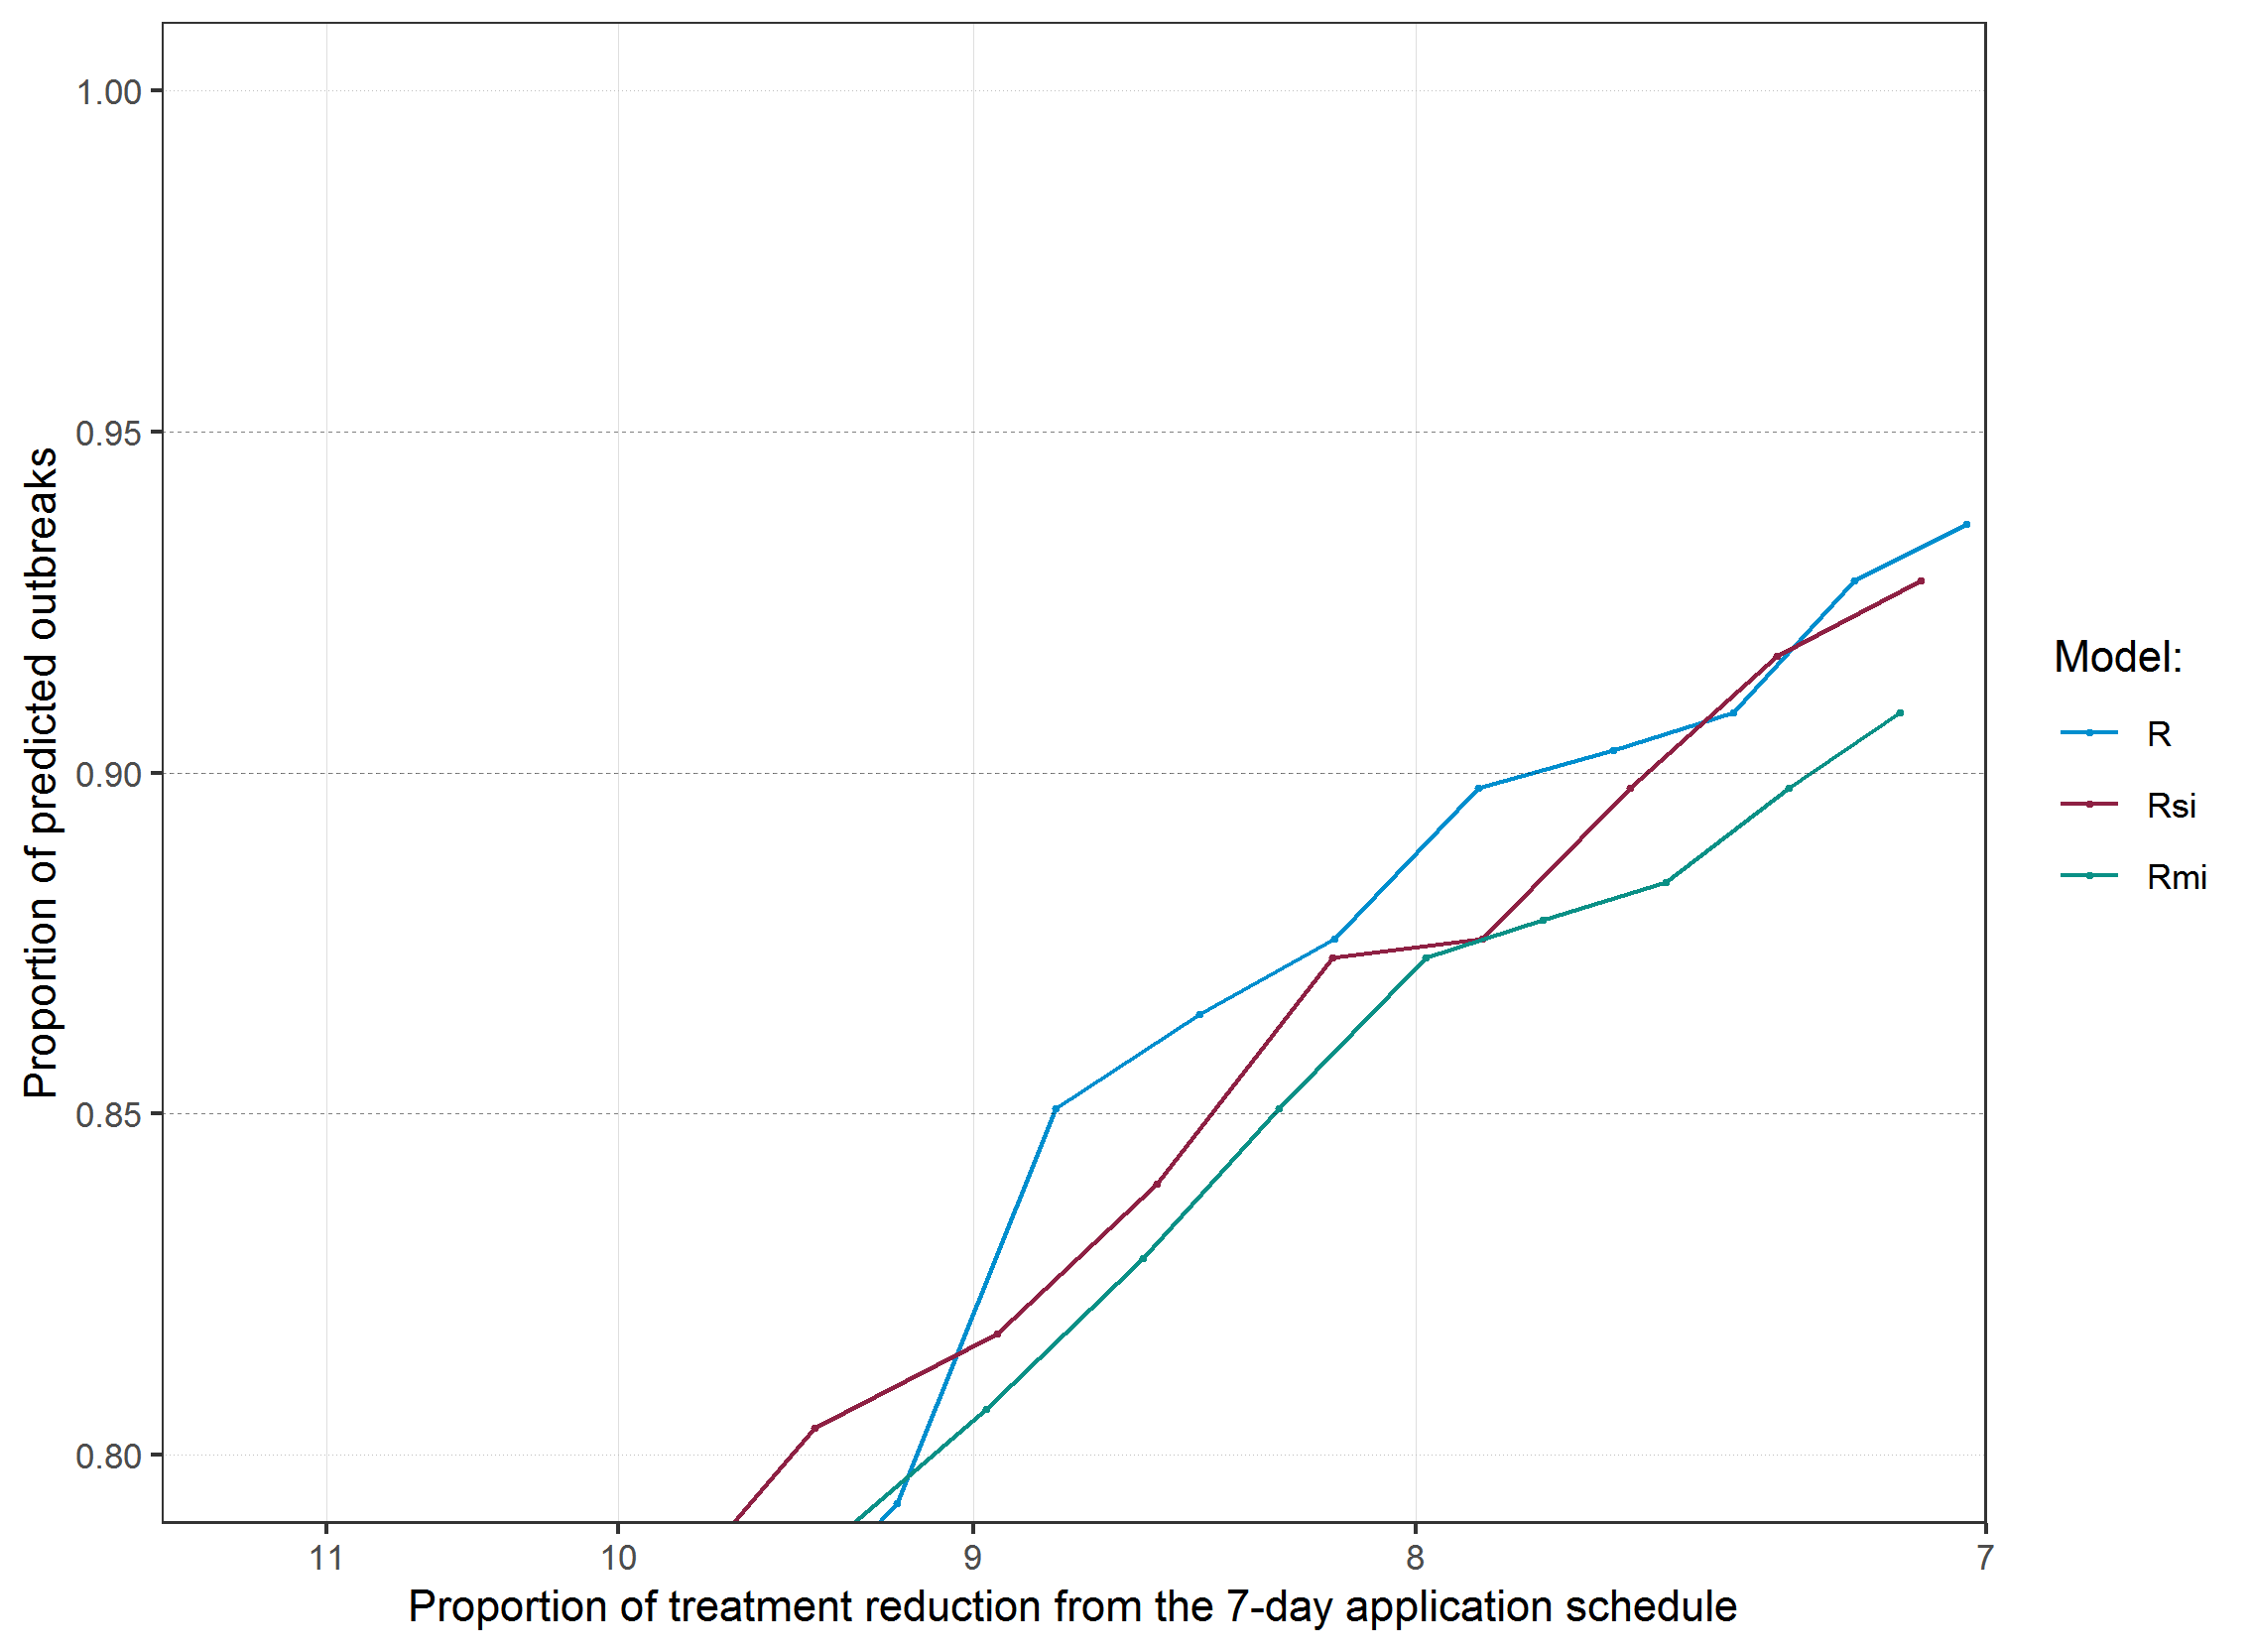 1.00
0.95
0.90
0.85
0.80
Proportion of predicted outbreaks
11 10 9 8 7
Proportion of treatment reduction from the 7-day application schedule
Model:
R
Rsi
Rmi